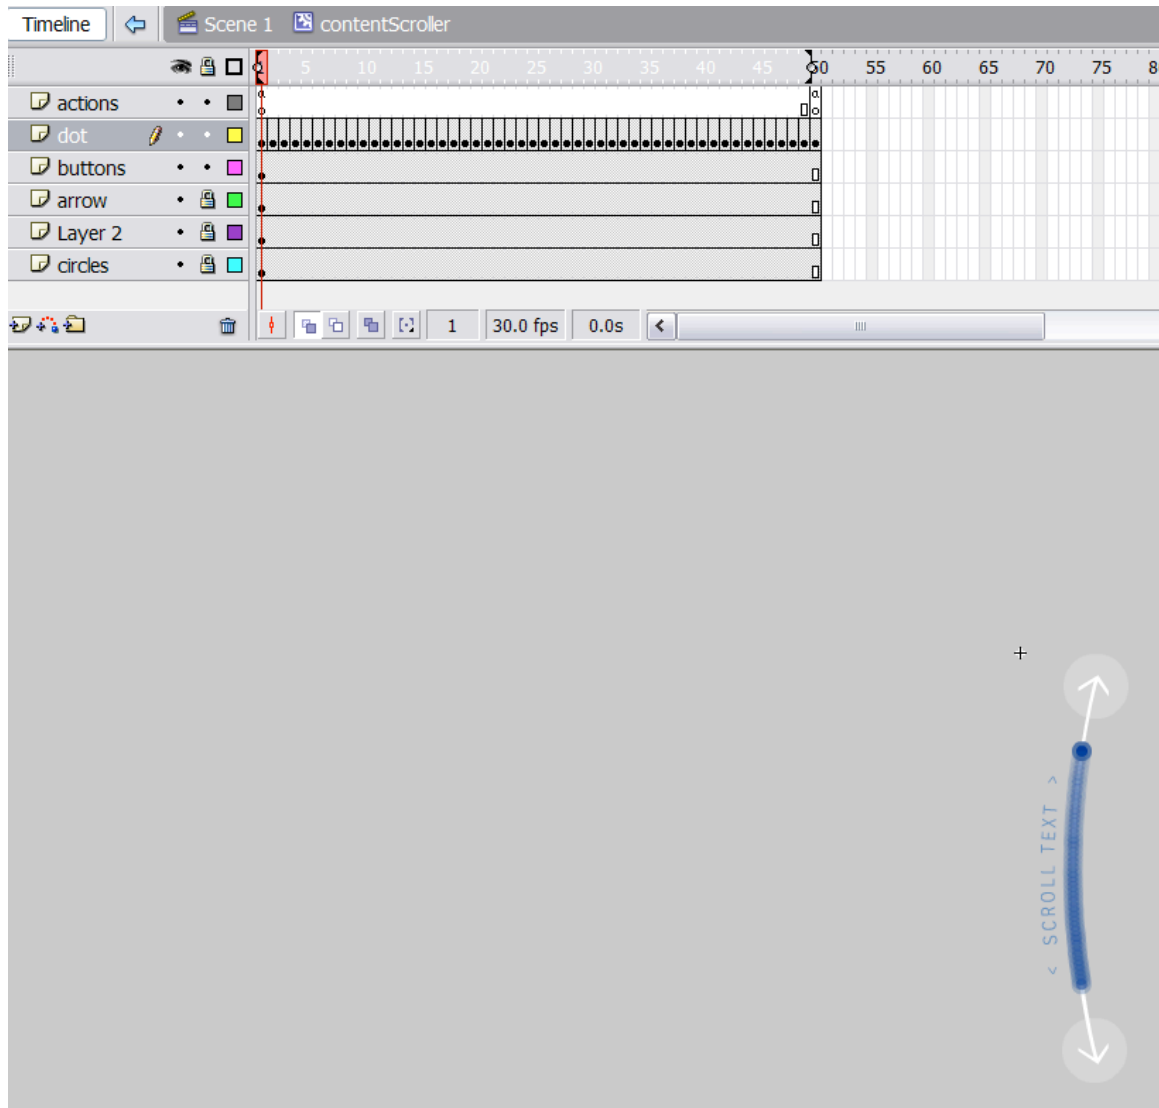 Timeline Scene 1 contentScroller
5 10 15 20 25 30 35 40 45 50 55 60 65 70 75 8
actions
dot
buttons
arrow
Layer 2
circles
1 30.0 fps 0.0s
< SCROLL TEXT >